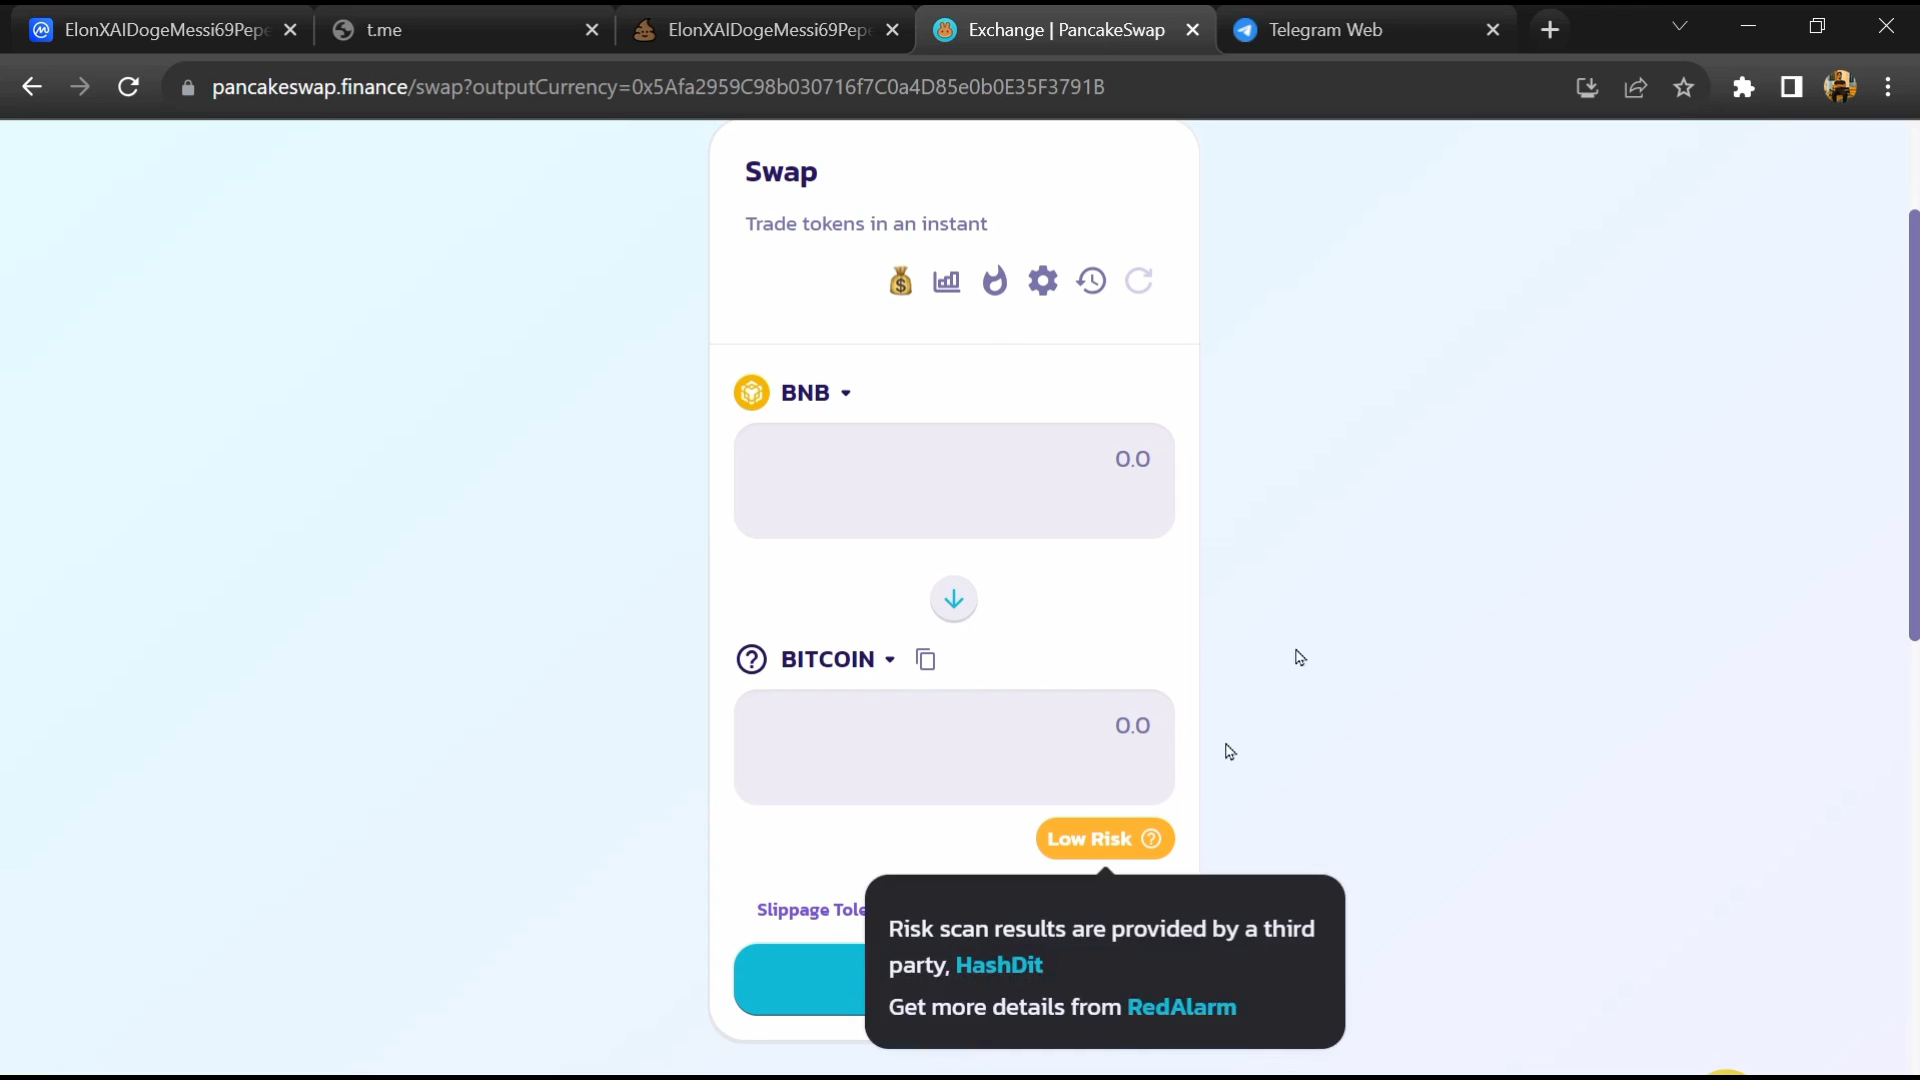 ElonXAIDogeMessi69Pepe
t.me
ElonXAIDogeMessi69Pepe
Exchange | PancakeSwap
Telegram Web
pancakeswap.finance/swap?outputCurrency=0x5Afa2959C98b030716f7C0a4D85e0b0E35F3791B
Swap
Trade tokens in an instant
BNB
0.0
BITCOIN
0.0
Low Risk
Slippage Tole
Risk scan results are provided by a third
party, HashDit
Get more details from RedAlarm